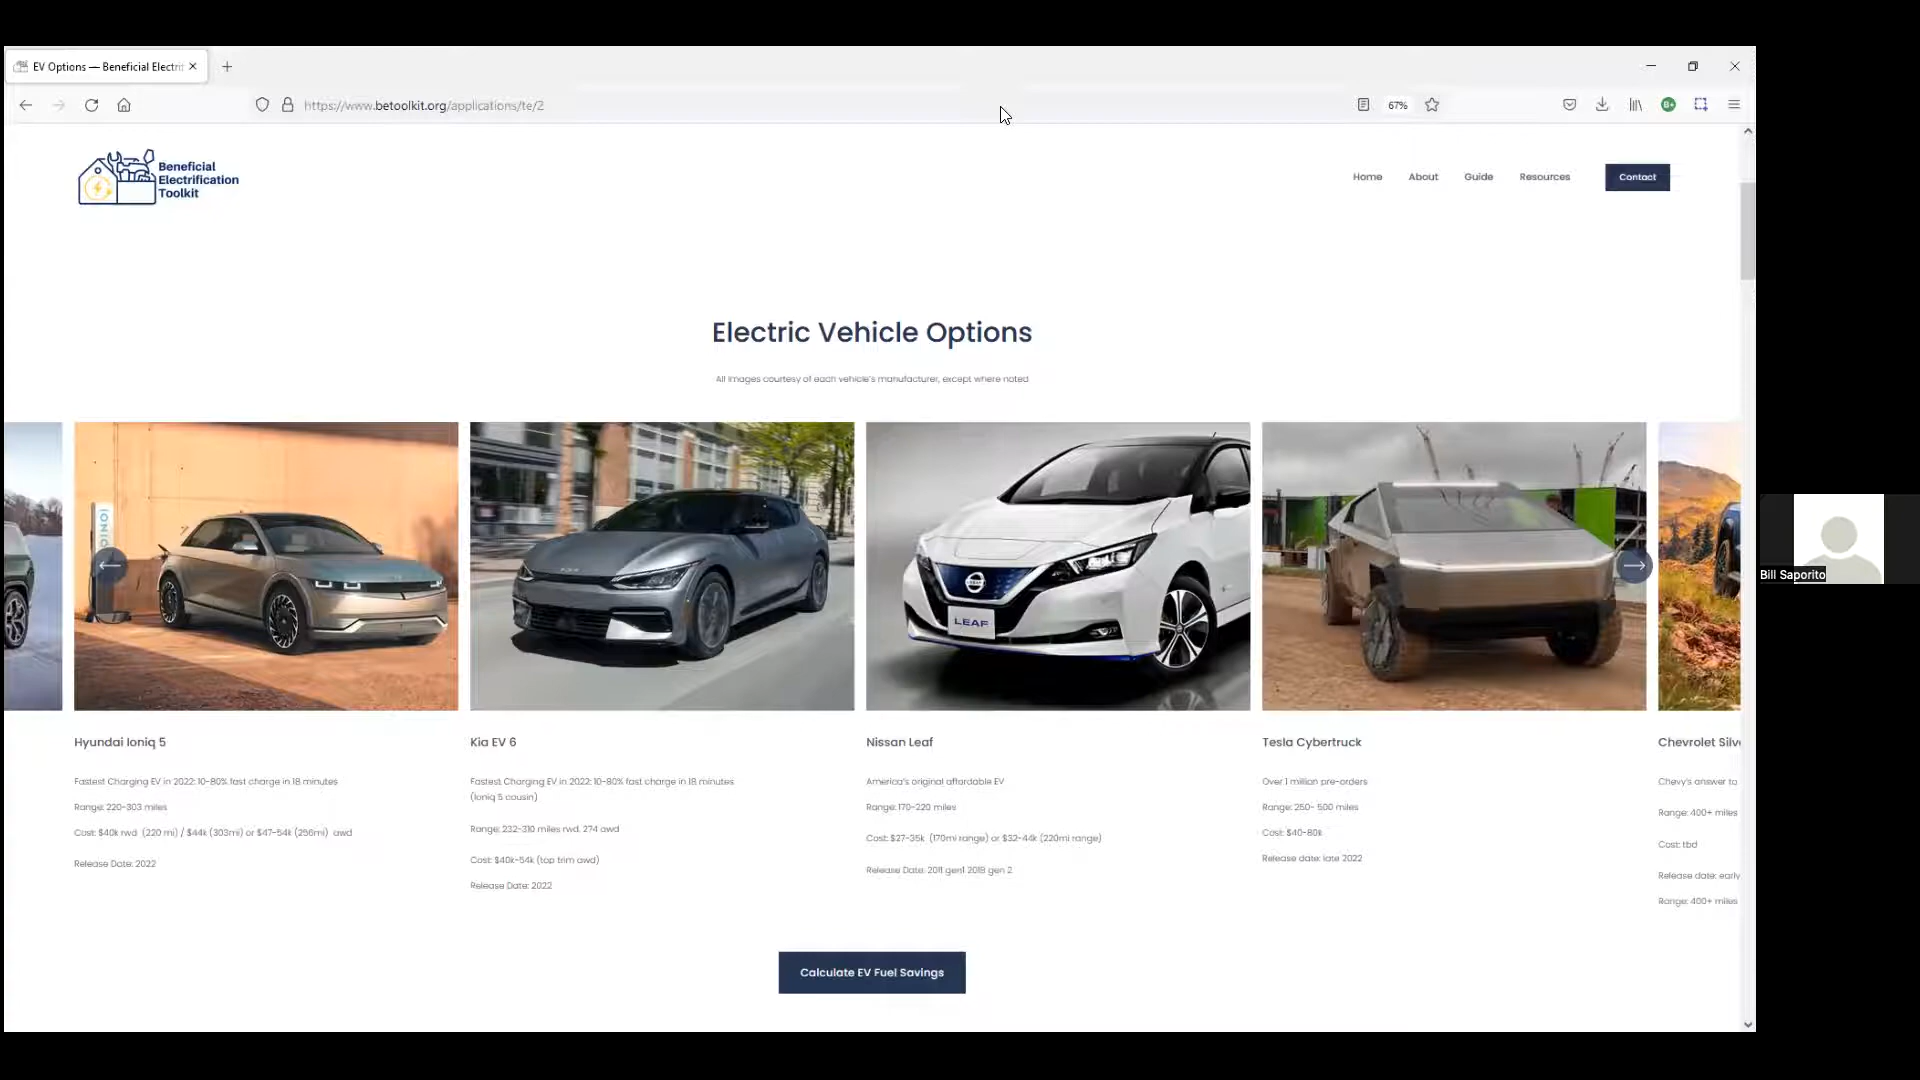 EV Options — Beneficial Electri
https://www.betoolkit.org/applications/te/2
67%
Beneficial
Electrification
Toolkit
Home
About
Guide
Resources
Contact
Electric Vehicle Options
All images courtesy of each vehicle's manufacturer, except where noted
IONIQ
LEAF
Hyundai Ioniq 5
Fastest Charging EV in 2022: 10-80% fast charge in 18 minutes
Range: 220-303 miles
Cost: $40k rwd (220 mi) / $44k (303mi) or $47-54k (256mi) awd
Release Date: 2022
Kia EV 6
Fastest Charging EV in 2022: 10-80% fast charge in 18 minutes
(Ioniq 5 cousin)
Range: 232-310 miles rwd. 274 awd
Cost: $40k-54k (top trim awd)
Release Date: 2022
Nissan Leaf
America's original affordable EV
Range: 170-220 miles
Cost: $27-35k (170mi range) or $32-44k (220mi range)
Release Date: 2011 gen1 2018 gen 2
Tesla Cybertruck
Over 1 million pre-orders
Range: 250- 500 miles
Cost: $40-80k
Release date: late 2022
Chevrolet Silv
Chevy's answer to
Range: 400+ miles
Cost: tbd
Release date: early
Range: 400+ miles
Calculate EV Fuel Savings
Bill Saporito